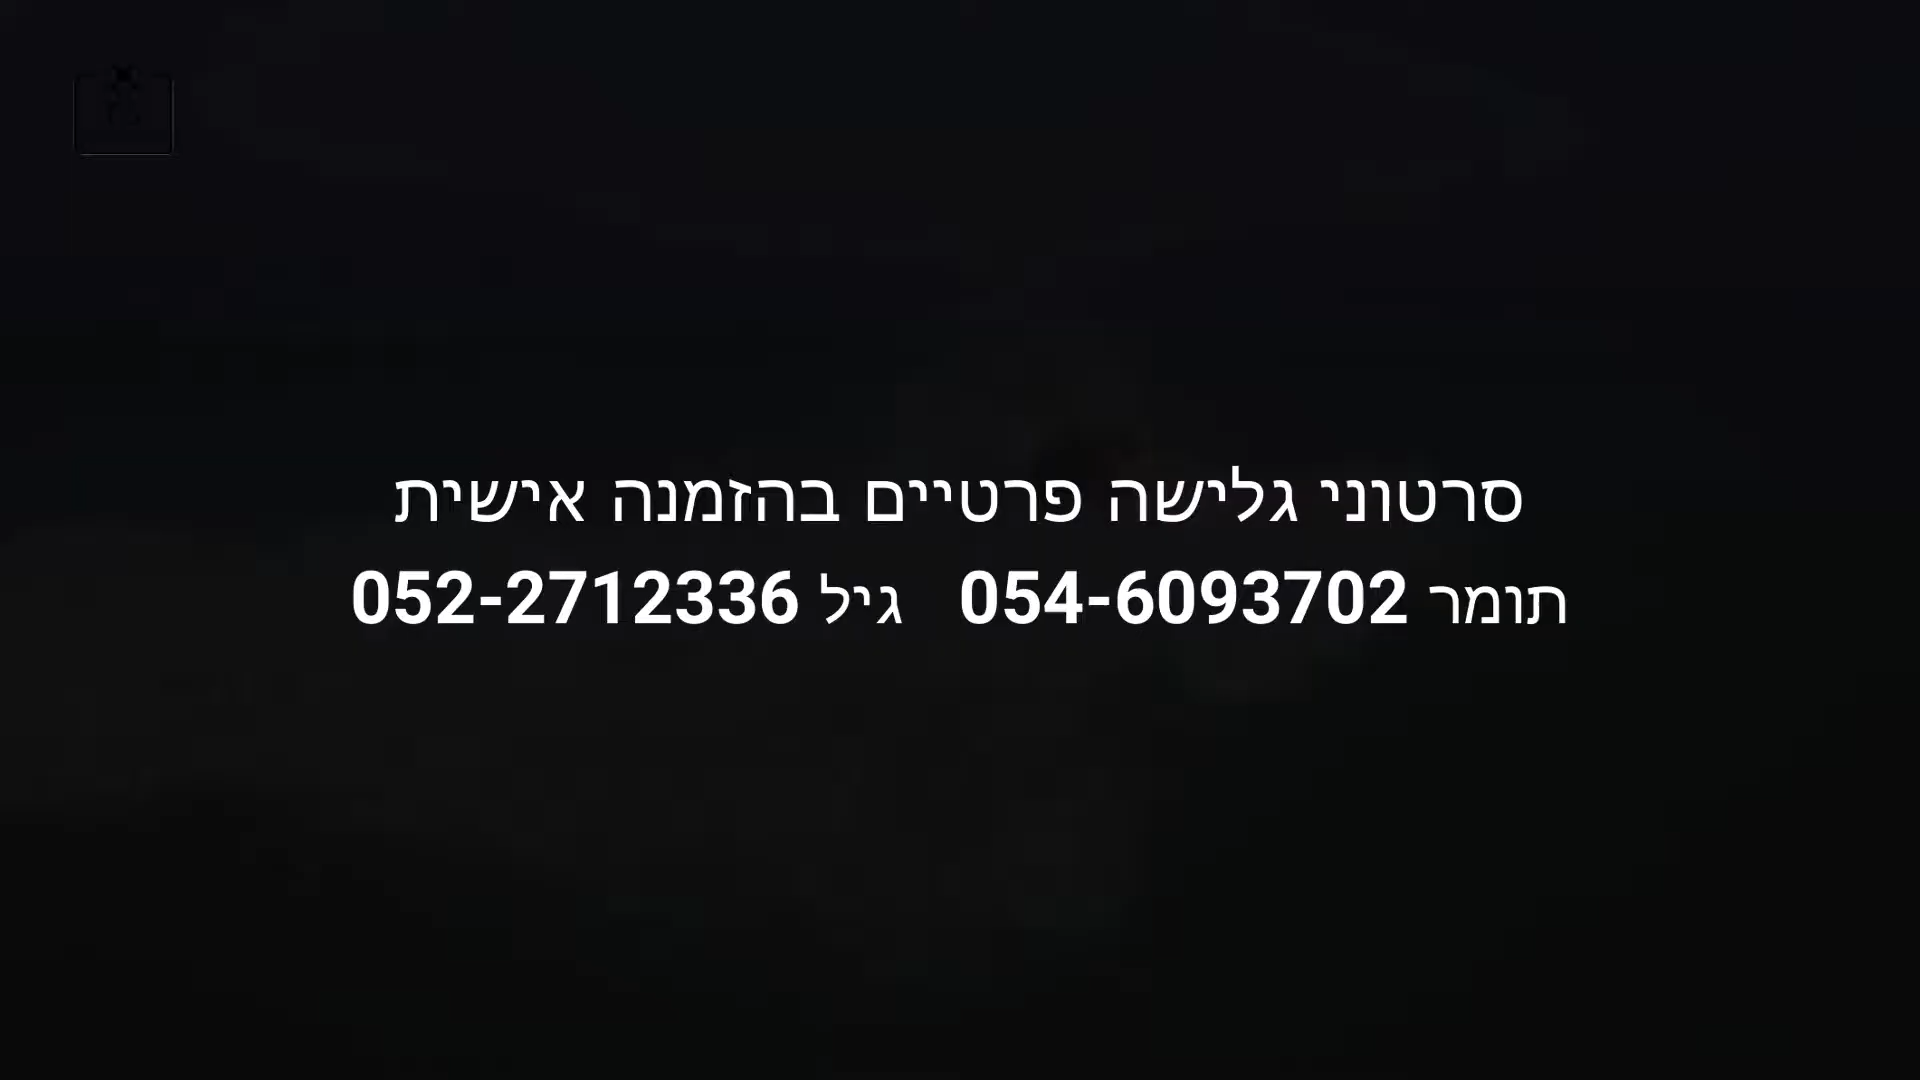 סרטוני גלישה פרטיים בהזמנה אישית
תומר 054-6093702 גיל 052-2712336